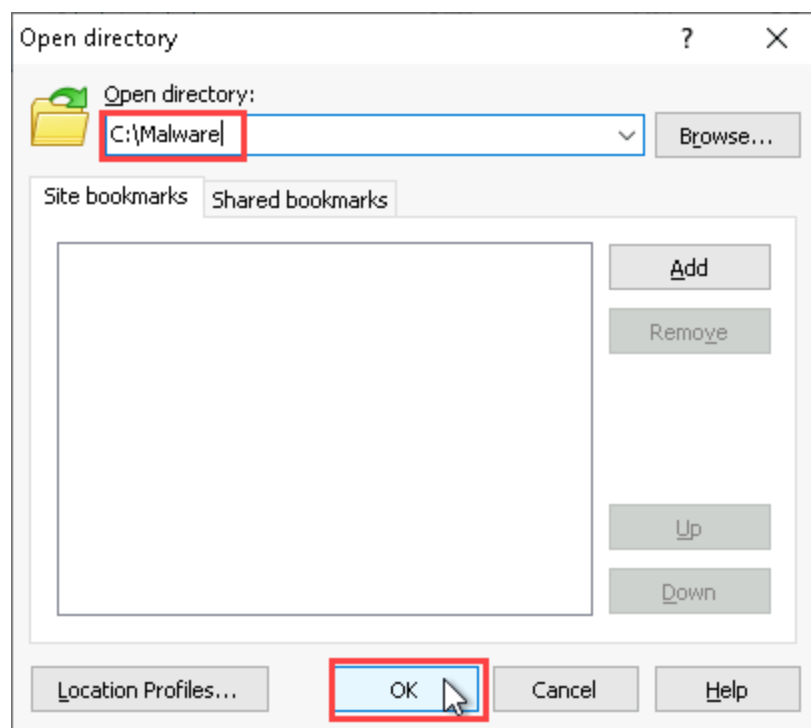 Open directory ?
Open directory:
C:\Malware
Browse...
Site bookmarks Shared bookmarks
Add
Remove
Up
Down
Location Profiles... OK Cancel Help